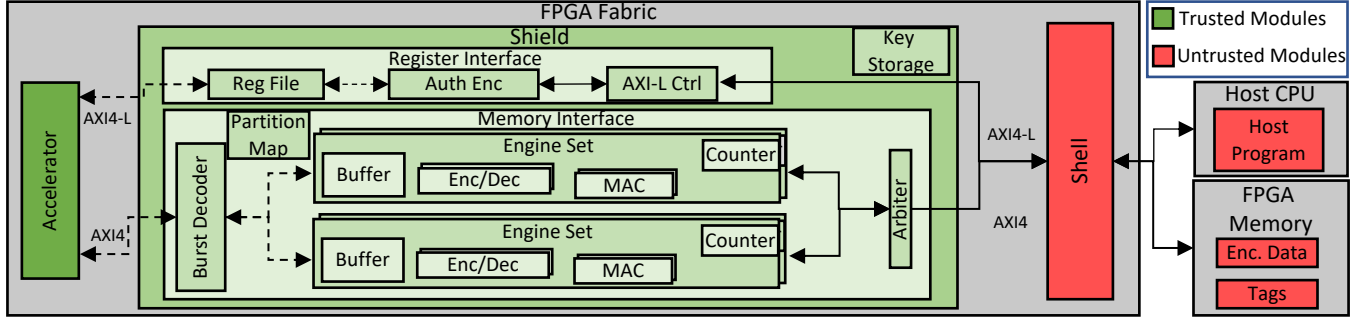 FPGA Fabric
Trusted Modules
Untrusted Modules
Shield
Key
Storage
Register Interface
Reg File
Auth Enc
AXI-L Ctrl
Accelerator
AXI4-L
AXI4
Memory Interface
Partition
Map
Burst Decoder
Engine Set
Buffer
Enc/Dec
MAC
Counter
Engine Set
Buffer
Enc/Dec
MAC
Counter
Arbiter
AXI4-L
AXI4
Shell
Host CPU
Host
Program
FPGA
Memory
Enc. Data
Tags